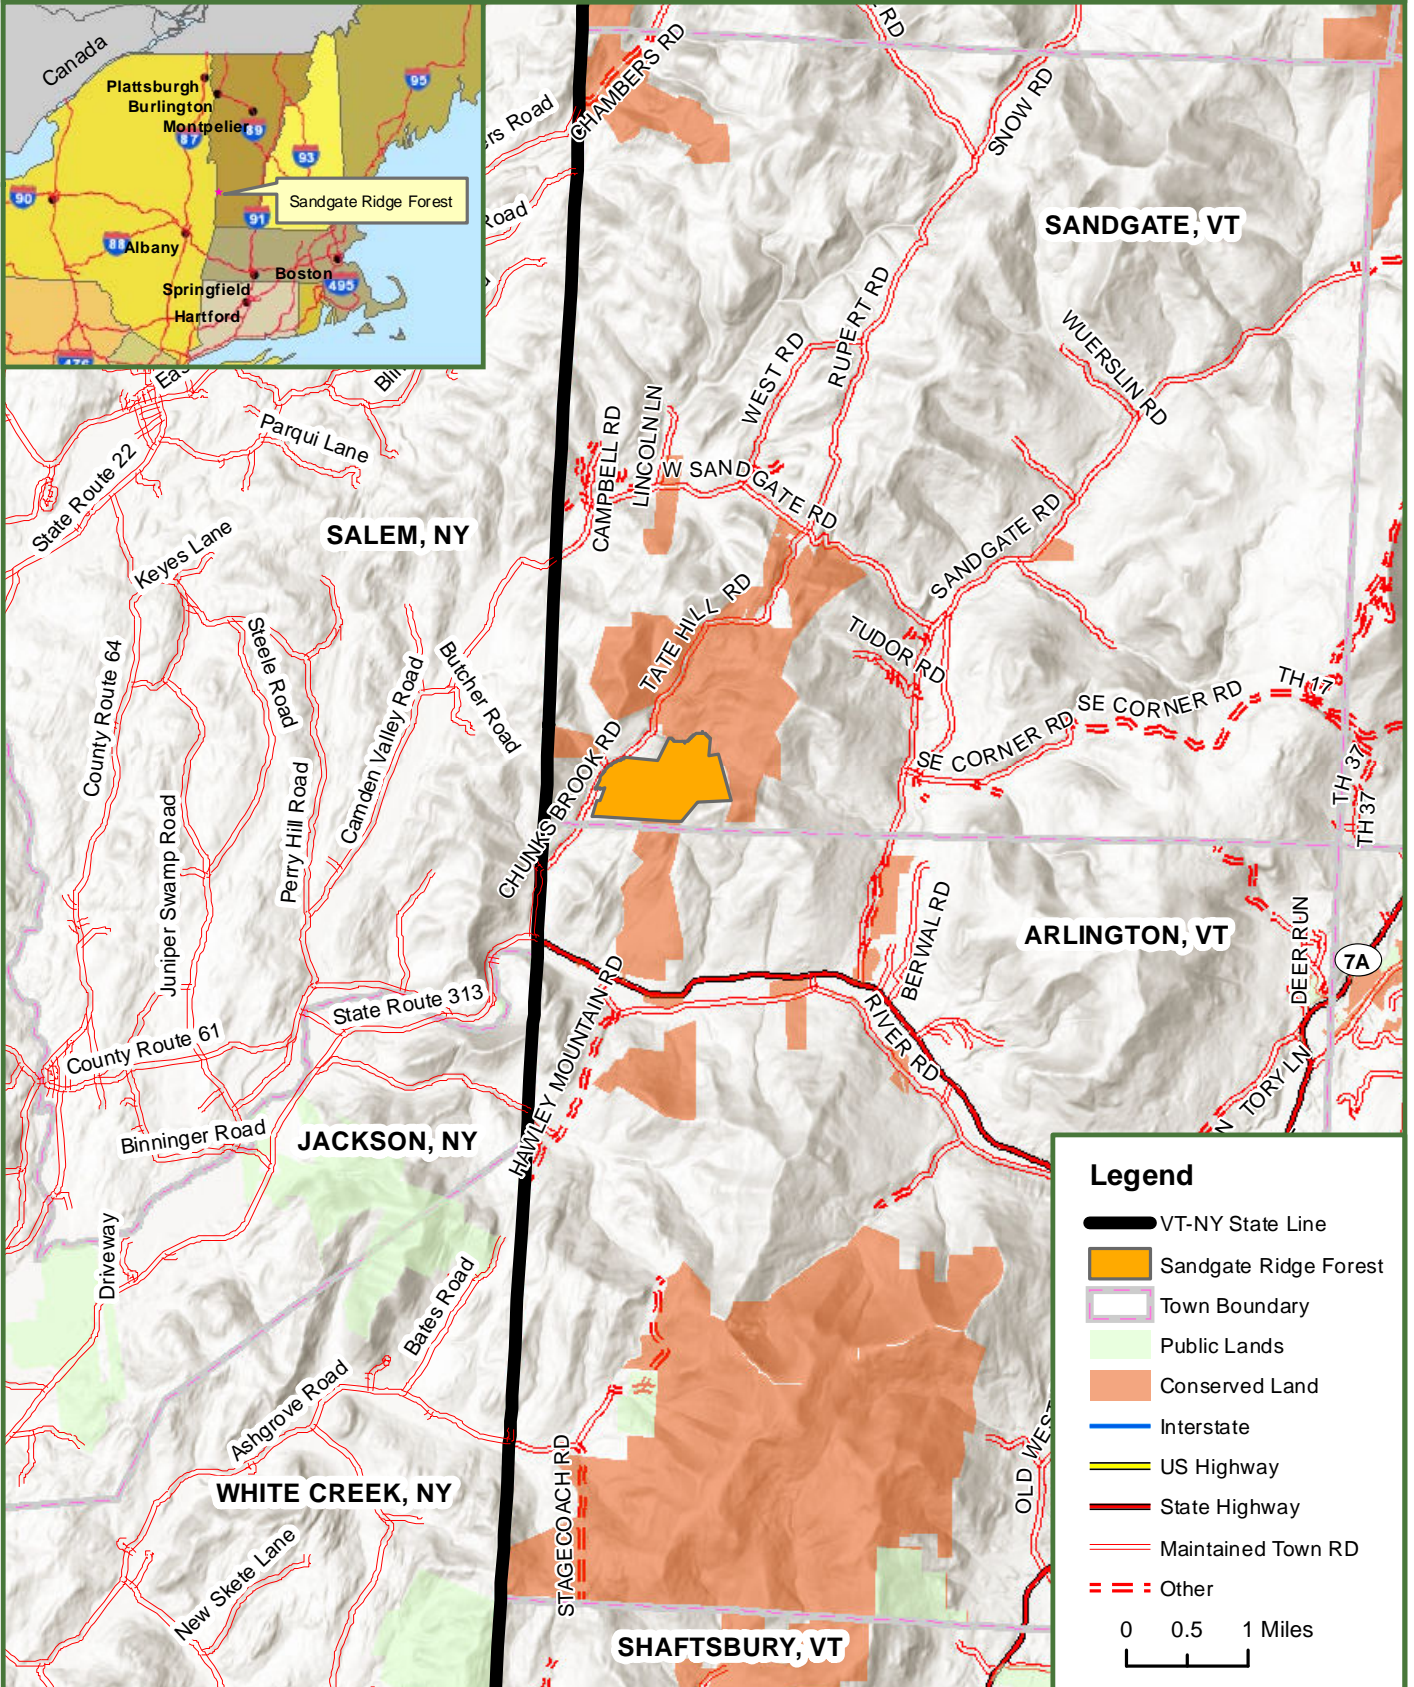 Canada
Plattsburgh
Burlington
Montpelier
95
87
89
93
90
91
88
Albany
Boston
495
Springfield
Hartford
Sandgate Ridge Forest
RD
CHAMBERS RD
SNOW RD
Road
SANDGATE, VT
Road
RUPERT RD
WEST RD
WUERSLIN RD
Parqui Lane
State Route 22
CAMPBELL RD
LINCOLN LN
W SANDGATE RD
SALEM, NY
Keyes Lane
SANDGATE RD
TATE HILL RD
TUDOR RD
Steele Road
County Route 64
Butcher Road
Camden Valley Road
SE CORNER RD
TH 17
SE CORNER RD
CHUNKS BROOK RD
TH 37
TH 37
Perry Hill Road
Juniper Swamp Road
BERWAL RD
ARLINGTON, VT
DEER RUN
7A
State Route 313
HAWLEY MOUNTAIN RD
RIVER RD
County Route 61
TORY LN
Binninger Road
JACKSON, NY
Driveway
Bates Road
Ashgrove Road
WHITE CREEK, NY
STAGECOACH RD
OLD WEST
New Skete Lane
SHAFTSBURY, VT
Legend
VT-NY State Line
Sandgate Ridge Forest
Town Boundary
Public Lands
Conserved Land
Interstate
US Highway
State Highway
Maintained Town RD
Other
0 0.5 1 Miles